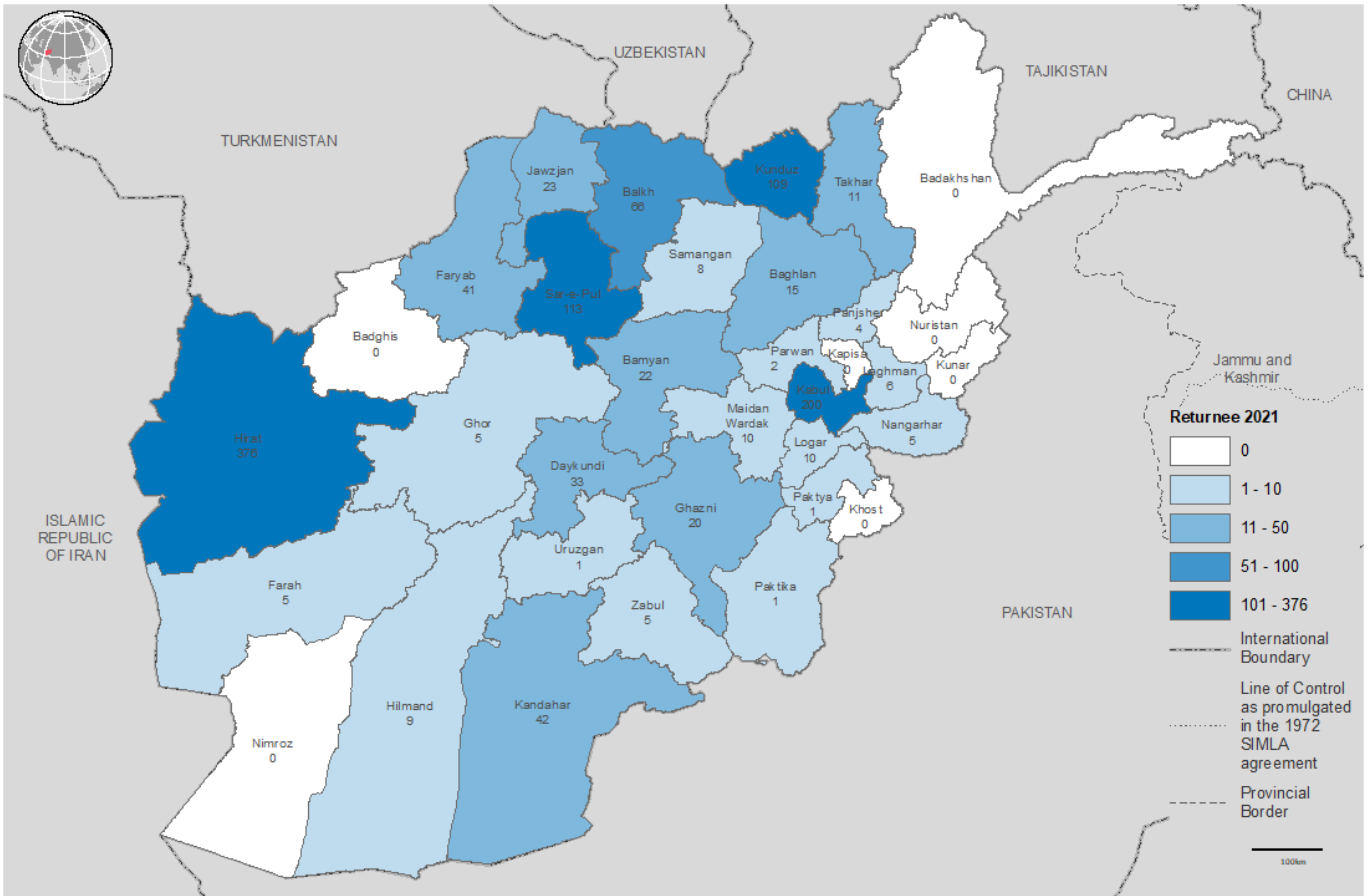 UZBEKISTAN
TAJIKISTAN
CHINA
TURKMENISTAN
Jawzjan
23
Balkh
66
Kunduz
109
Takhar
11
Badakhshan
0
Samangan
8
Faryab
41
Baghlan
15
Sar-e-Pul
113
Badghis
0
Panjsher
4
Nuristan
0
Kunar
0
Parwan
2
Kapisa
0
Laghman
6
Bamyan
22
Kabul
200
Jammu and
Kashmir
Maidan
Wardak
10
Nangarhar
5
Ghor
5
Hirat
376
Logar
10
Daykundi
33
Paktya
1
Khost
0
Ghazni
20
ISLAMIC
REPUBLIC
OF IRAN
Uruzgan
1
Farah
5
Zabul
5
Paktika
1
PAKISTAN
Hilmand
9
Kandahar
42
Nimroz
0
Returnee 2021
0
1 - 10
11 - 50
51 - 100
101 - 376
International
Boundary
Line of Control
as promulgated
in the 1972
SIMLA
agreement
Provincial
Border
100km